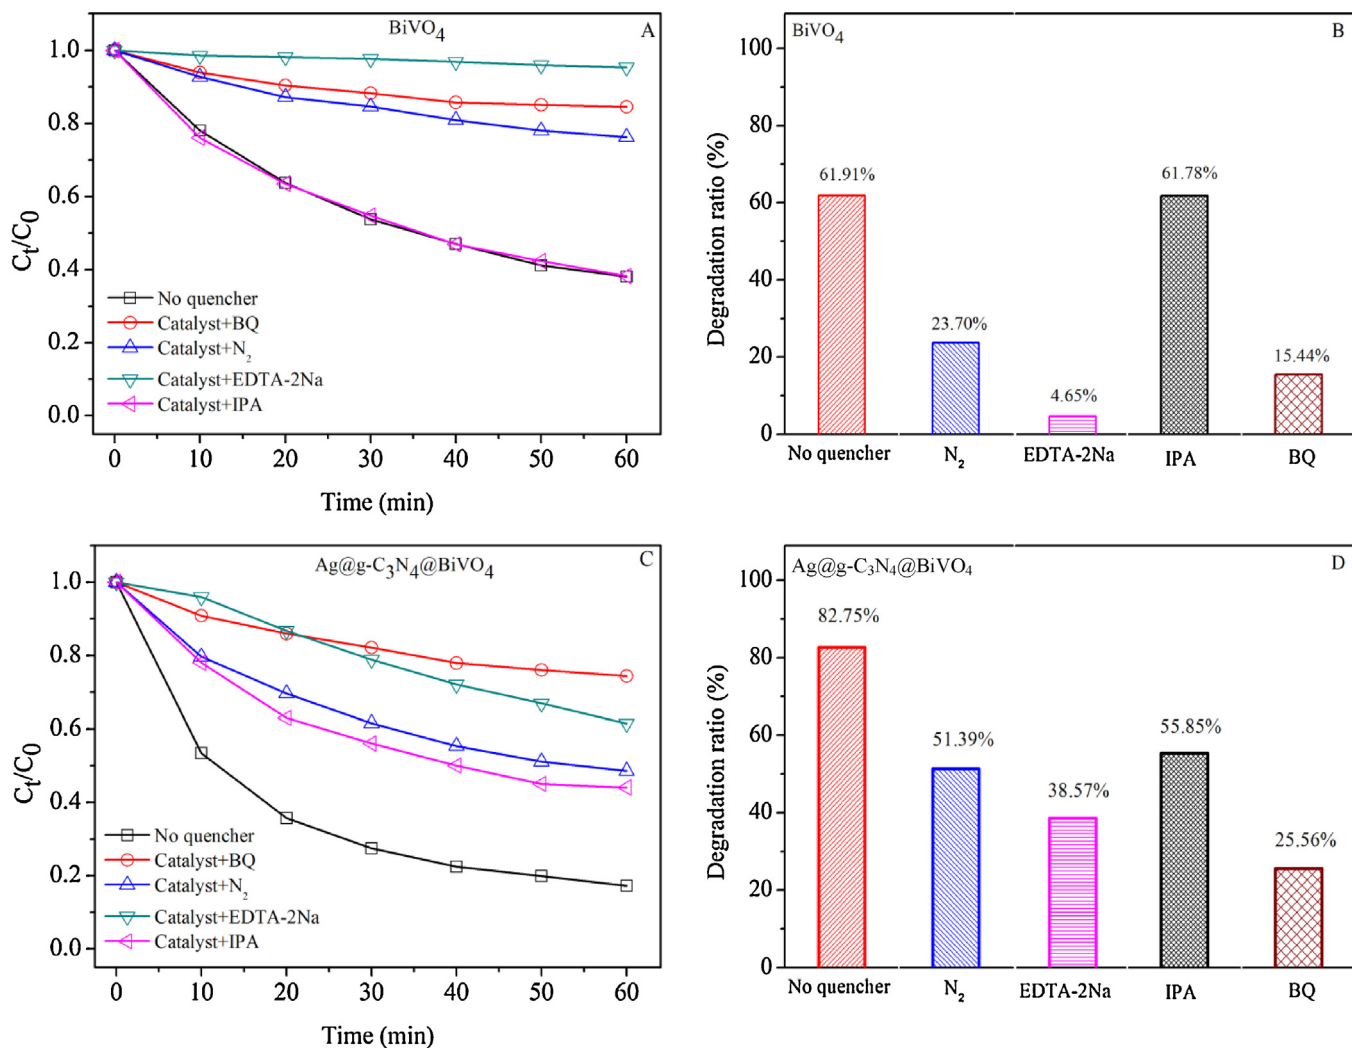 BiVO₄
A
1.0
0.8
0.6
0.4
0.2
0.0
Cₜ/C₀
No quencher
Catalyst+BQ
Catalyst+N₂
Catalyst+EDTA-2Na
Catalyst+IPA
0 10 20 30 40 50 60
Time (min)
BiVO₄
B
100
80
60
40
20
0
Degradation ratio (%)
61.91%
23.70%
4.65%
61.78%
15.44%
No quencher N₂ EDTA-2Na IPA BQ
Ag@g-C₃N₄@BiVO₄
C
1.0
0.8
0.6
0.4
0.2
0.0
Cₜ/C₀
No quencher
Catalyst+BQ
Catalyst+N₂
Catalyst+EDTA-2Na
Catalyst+IPA
0 10 20 30 40 50 60
Time (min)
Ag@g-C₃N₄@BiVO₄
D
100
80
60
40
20
0
Degradation ratio (%)
82.75%
51.39%
38.57%
55.85%
25.56%
No quencher N₂ EDTA-2Na IPA BQ